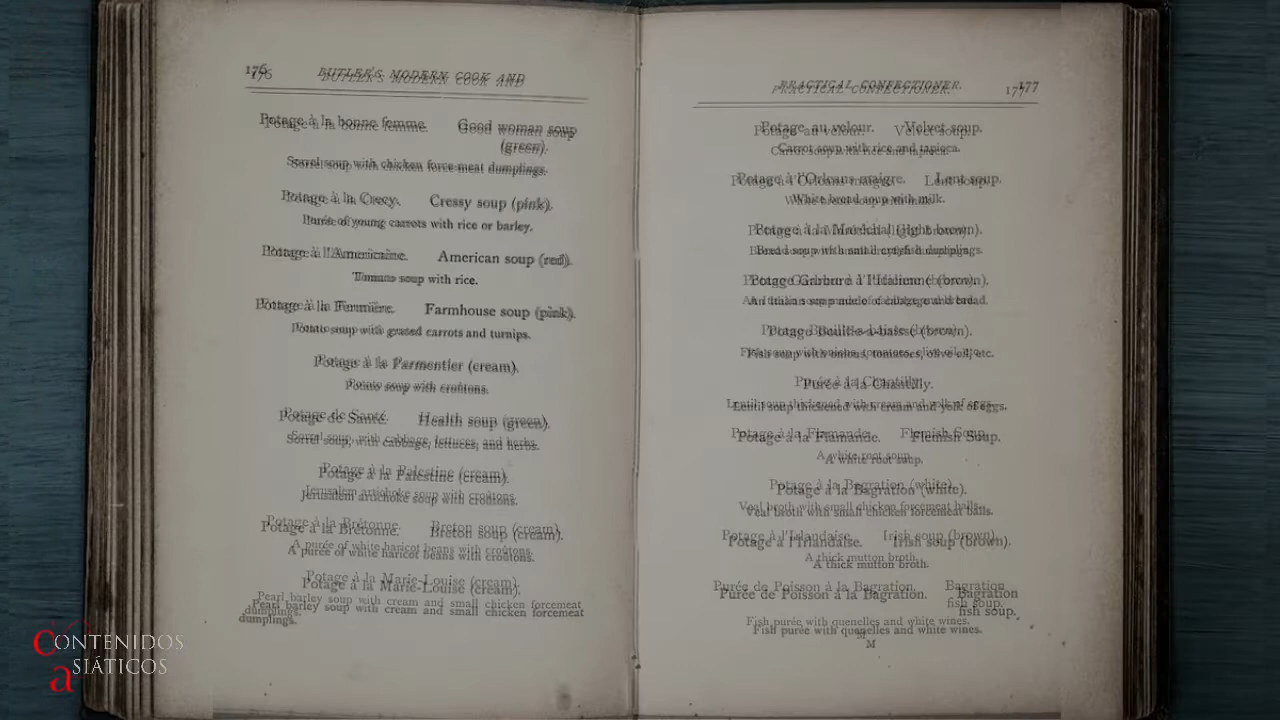 176 BUTLER'S MODERN COOK AND
Potage à la bonne femme. Good woman soup
(green).
Sorrel soup with chicken force-meat dumplings.
Potage à la Crecy. Cressy soup (pink).
Purée of young carrots with rice or barley.
Potage à l'Américaine. American soup (red).
Tomato soup with rice.
Potage à la Fermière. Farmhouse soup (pink).
Potato soup with grated carrots and turnips.
Potage à la Parmentier (cream).
Potato soup with croûtons.
Potage de Santé. Health soup (green).
Sorrel soup, with cabbage, lettuces, and herbs.
Potage à la Palestine (cream).
Jerusalem artichoke soup with croûtons.
Potage à la Brétonne. Breton soup (cream).
A purée of white haricot beans with croûtons.
Potage à la Marie-Louise (cream).
Pearl barley soup with cream and small chicken forcemeat
dumplings.
PRACTICAL CONFECTIONER. 177
Potage au velour. Velvet soup.
Carrot soup with rice and tapioca.
Potage à l'Orleans maigre. Lent soup.
White bread soup with milk.
Potage à la Maréchal (light brown).
Bread soup with small crayfish dumplings.
Potage Garbure à l'Italienne (brown).
An Italian soup made of cabbage and bread.
Potage Bouille-à-baisse (brown).
Fish soup with onions, tomatoes, olive oil, etc.
Purée à la Chantilly.
Lentil soup thickened with cream and yolk of eggs.
Potage à la Flamande. Flemish Soup.
A white root soup.
Potage à la Bagration (white).
Veal broth with small chicken forcemeat balls.
Potage à l'Irlandaise. Irish soup (brown).
A thick mutton broth.
Purée de Poisson à la Bagration. Bagration
fish soup.
Fish purée with quenelles and white wines.
M
CONTENIDOS
ASIÁTICOS